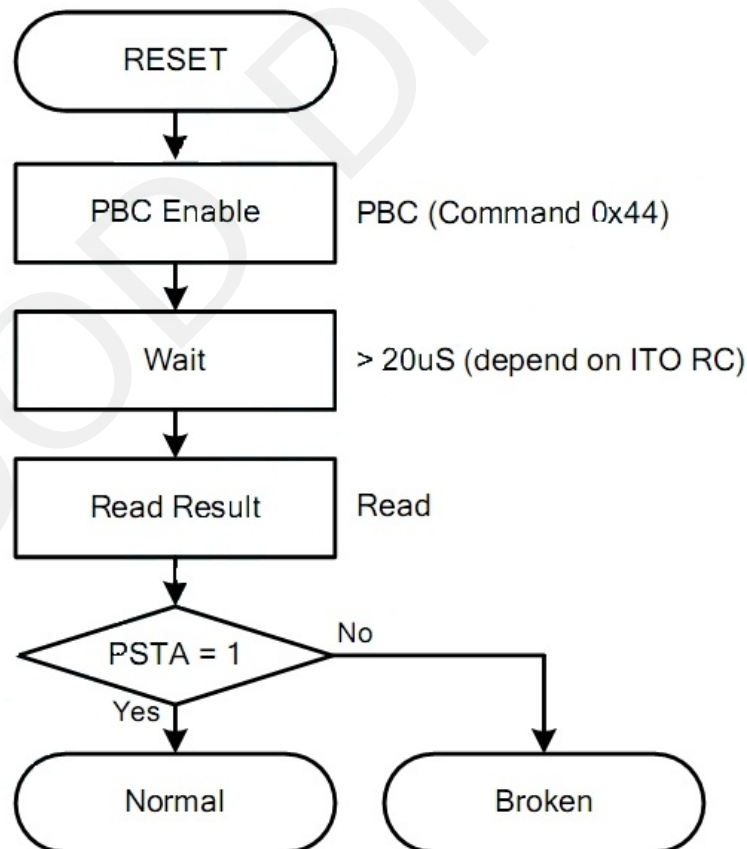 RESET
PBC Enable
PBC (Command 0x44)
Wait
> 20uS (depend on ITO RC)
Read Result
Read
PSTA = 1
No
Yes
Normal
Broken